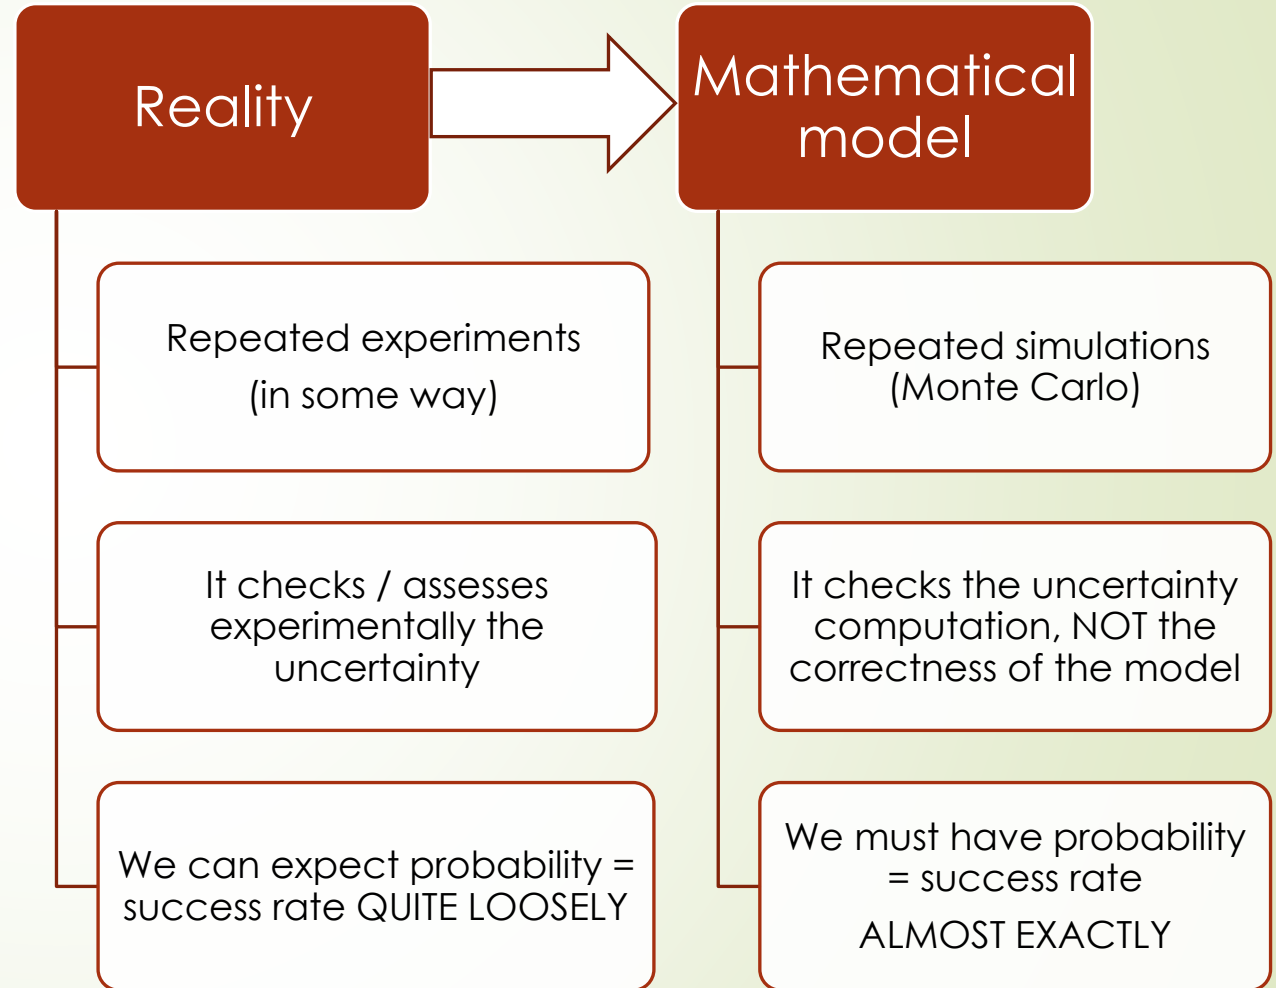 Reality
Mathematical
model
Repeated experiments
(in some way)
It checks / assesses
experimentally the
uncertainty
We can expect probability =
success rate QUITE LOOSELY
Repeated simulations
(Monte Carlo)
It checks the uncertainty
computation, NOT the
correctness of the model
We must have probability
= success rate
ALMOST EXACTLY